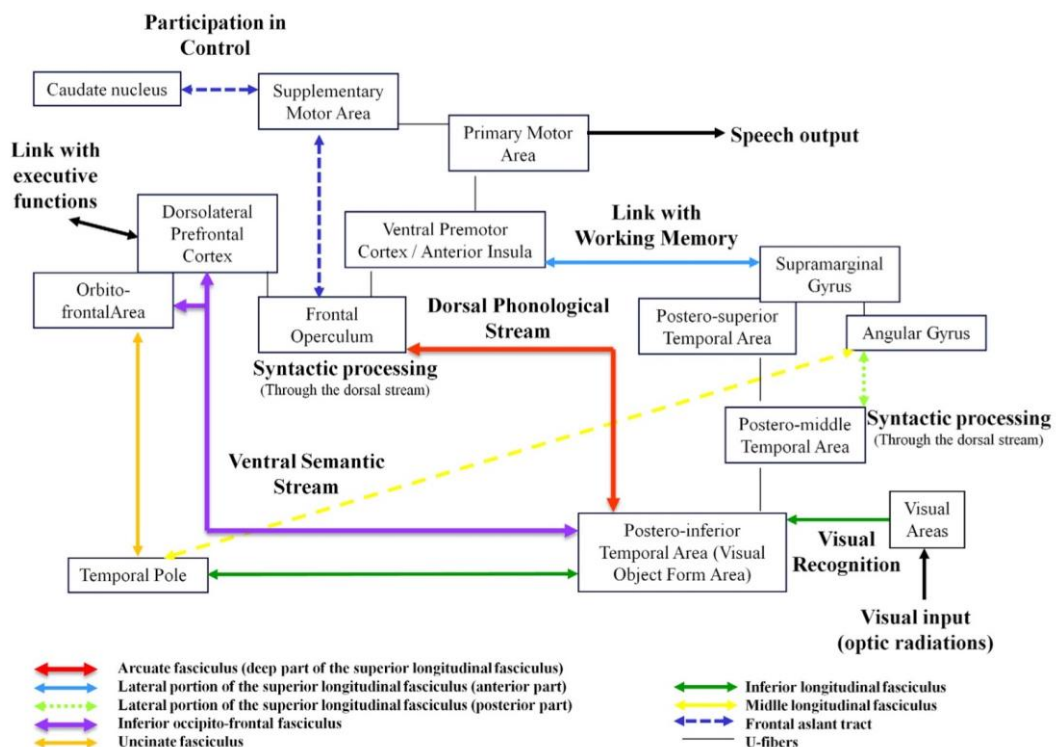 Participation in
Control
Caudate nucleus
Supplementary
Motor Area
Primary Motor
Area
Speech output
Link with
executive
functions
Dorsolateral
Prefrontal
Cortex
Ventral Premotor
Cortex / Anterior Insula
Link with
Working Memory
Supramarginal
Gyrus
Orbito-
frontalArea
Frontal
Operculum
Dorsal Phonological
Stream
Postero-superior
Temporal Area
Angular Gyrus
Syntactic processing
(Through the dorsal stream)
Postero-middle
Temporal Area
Syntactic processing
(Through the dorsal stream)
Ventral Semantic
Stream
Postero-inferior
Temporal Area (Visual
Object Form Area)
Visual
Areas
Visual
Recognition
Temporal Pole
Visual input
(optic radiations)
Arcuate fasciculus (deep part of the superior longitudinal fasciculus)
Lateral portion of the superior longitudinal fasciculus (anterior part)
Lateral portion of the superior longitudinal fasciculus (posterior part)
Inferior occipito-frontal fasciculus
Uncinate fasciculus
Inferior longitudinal fasciculus
Midlle longitudinal fasciculus
Frontal aslant tract
U-fibers